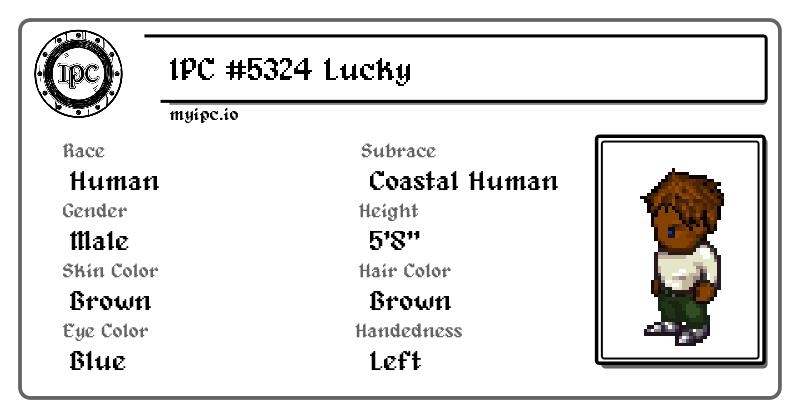 IPC
IPC #5324 Lucky
myipc.io
Race
Human
Subrace
Coastal Human
Gender
Male
Height
5'8"
Skin Color
Brown
Hair Color
Brown
Eye Color
Blue
Handedness
Left